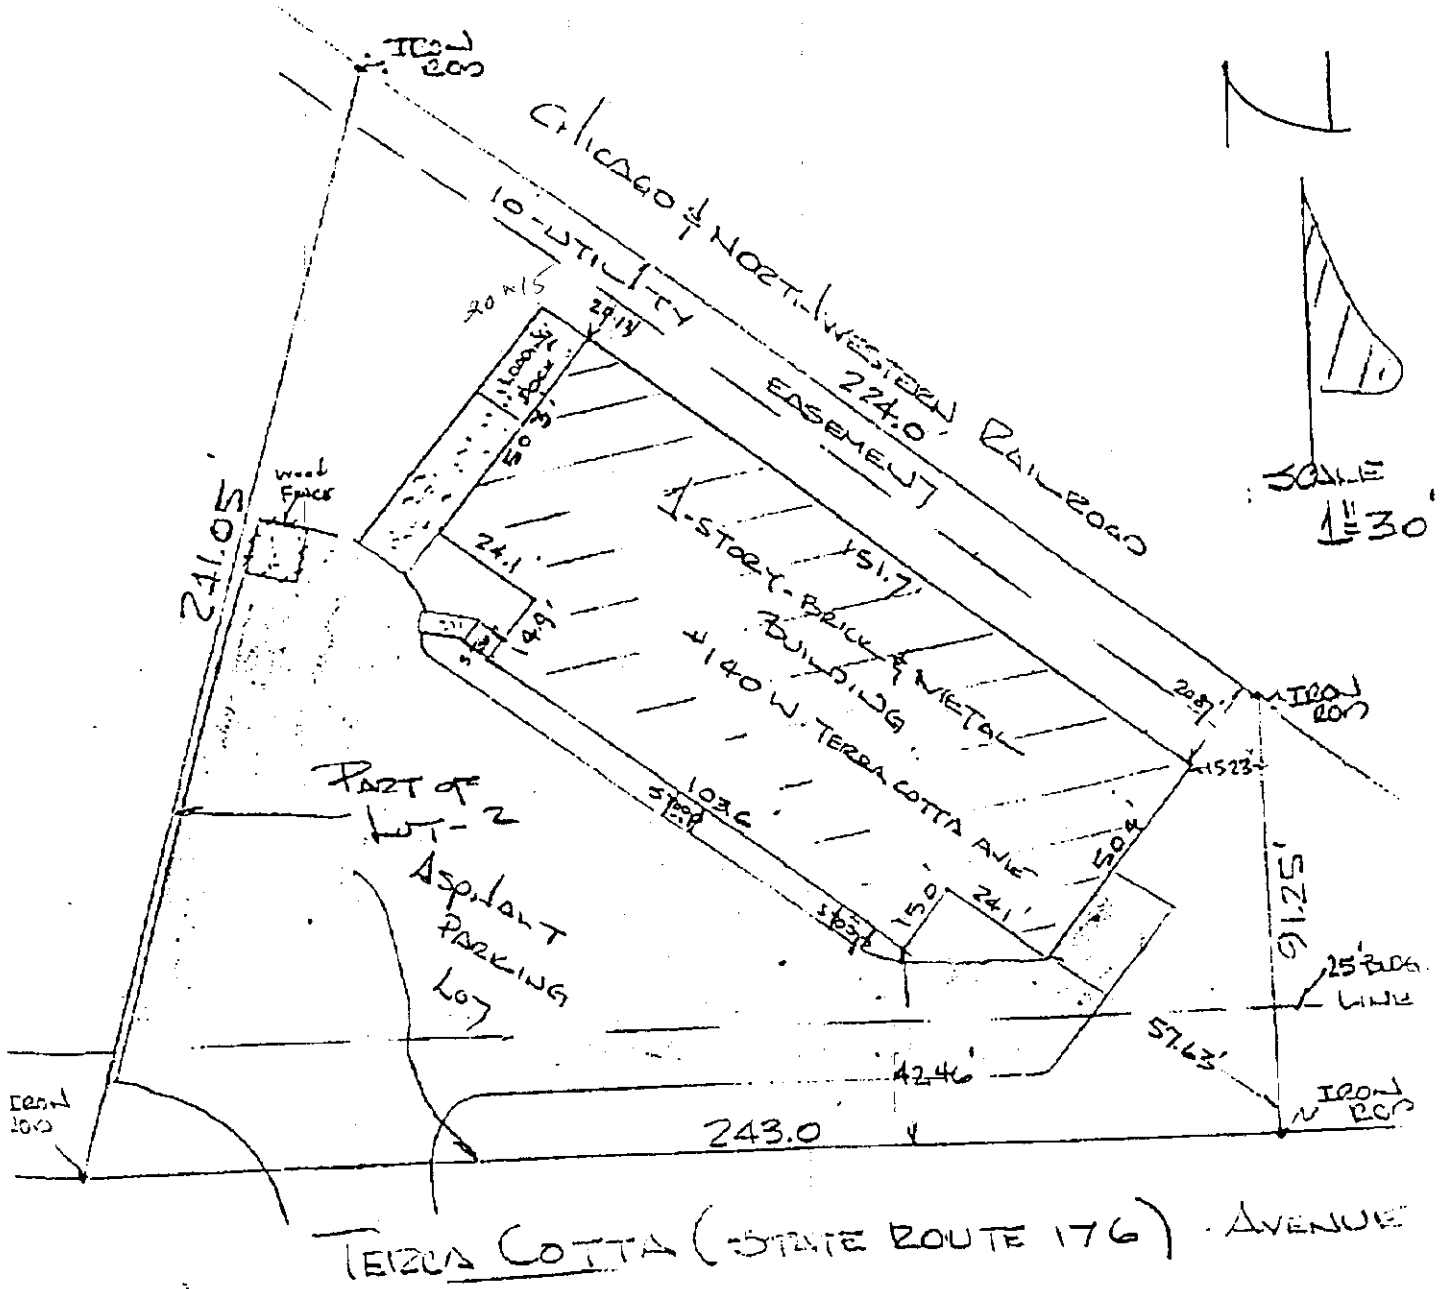 IRON
ROD
N
CHICAGO & NORTHWESTERN RAILROAD
10-UTILITY
EASEMENT
224.0'
20 x 15
LOADING
DOCK
50.3'
SCALE
1"=30'
241.05'
Wood
Fence
24.1'
14.9'
151.7'
1-STORY-BRICK & METAL
BUILDING
#140 W. TERRA COTTA AVE
IRON
ROD
15.23'
PART OF
LOT-2
103.6
STOOP
ASPHALT
PARKING
LOT
15.0'
24.1'
50.4'
STOOP
91.25'
25' BLDG.
LINE
57.63'
42.46'
IRON
ROD
IRON
ROD
243.0
TERRA COTTA (STATE ROUTE 176) AVENUE